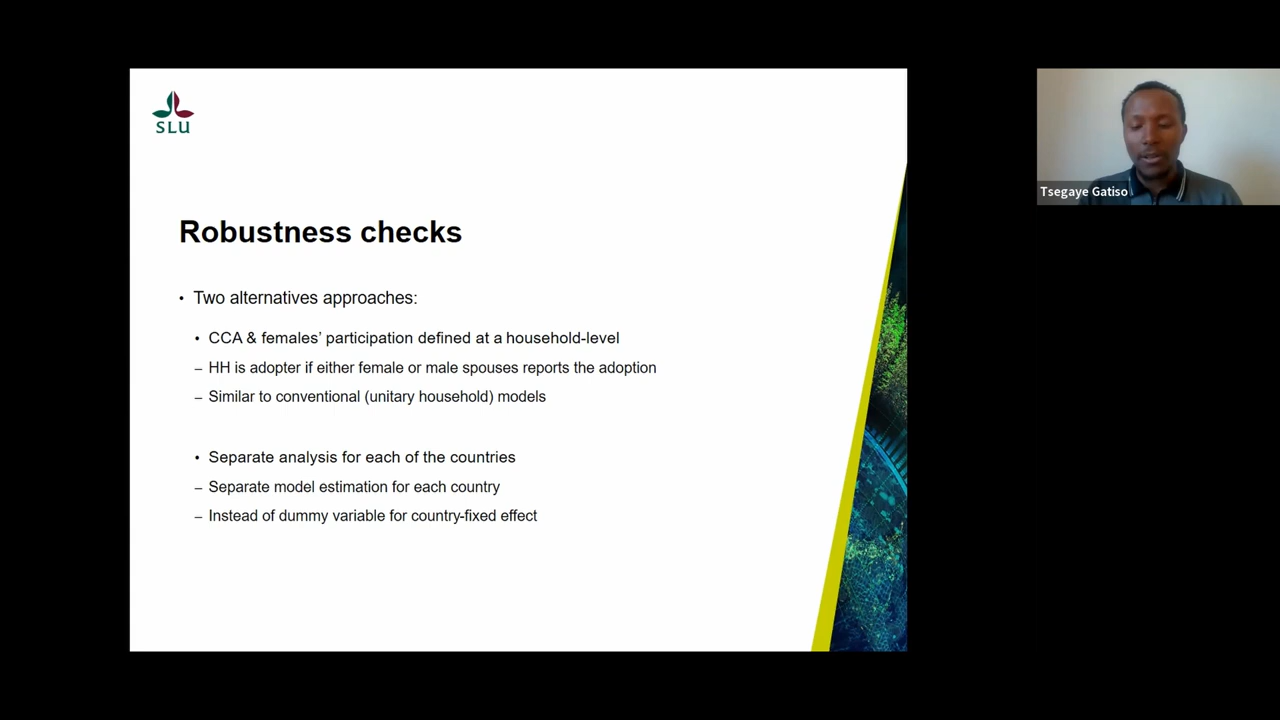 SLU
Robustness checks
• Two alternatives approaches:
• CCA & females' participation defined at a household-level
– HH is adopter if either female or male spouses reports the adoption
– Similar to conventional (unitary household) models
• Separate analysis for each of the countries
– Separate model estimation for each country
– Instead of dummy variable for country-fixed effect
Tsegaye Gatiso